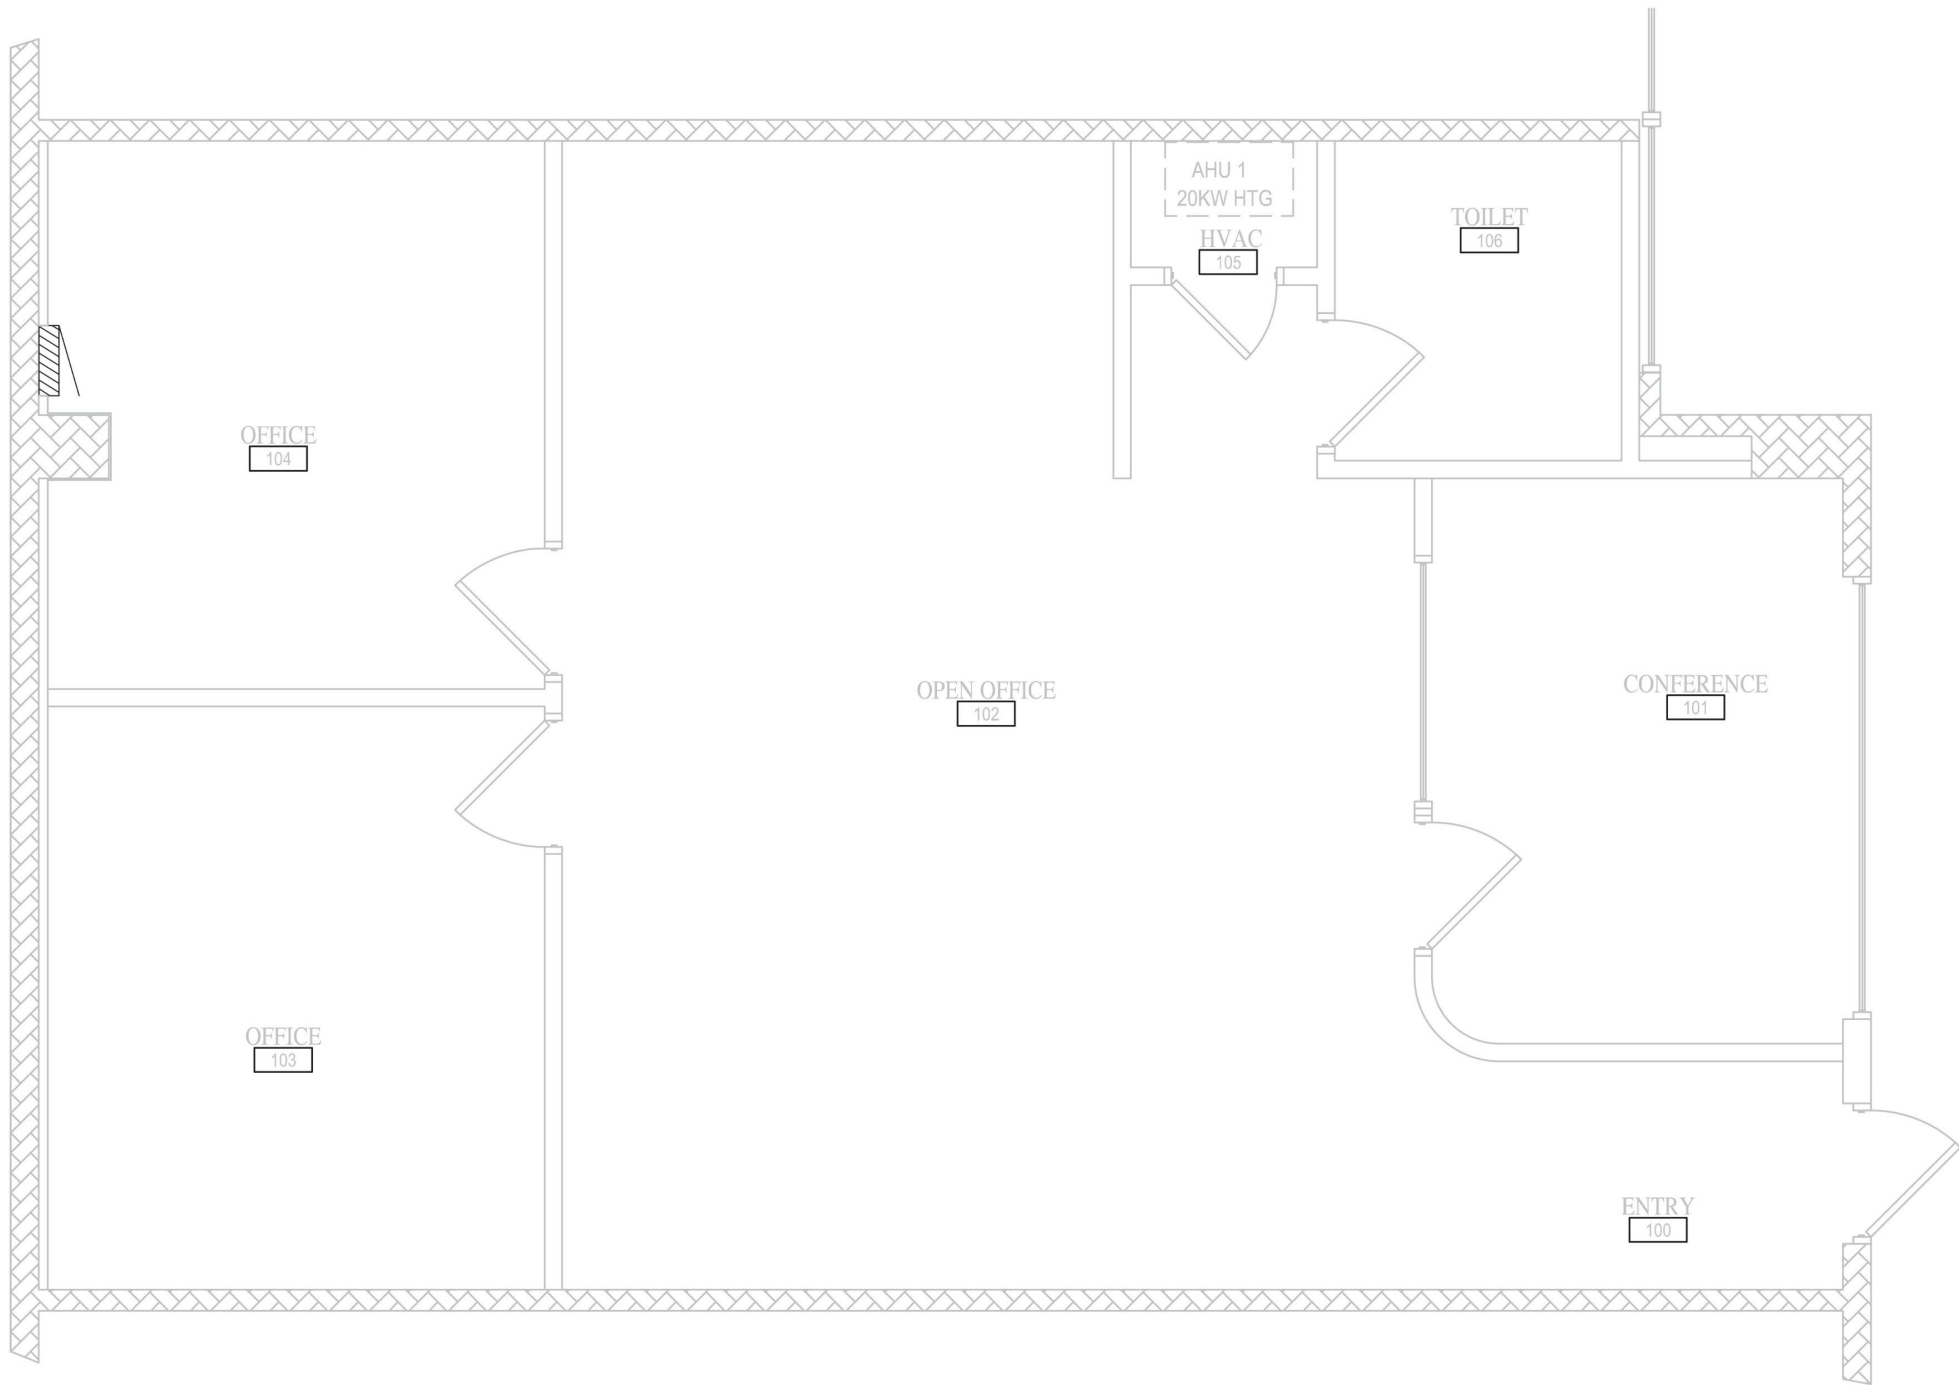 AHU 1
20KW HTG
HVAC
105
TOILET
106
OFFICE
104
OPEN OFFICE
102
CONFERENCE
101
OFFICE
103
ENTRY
100